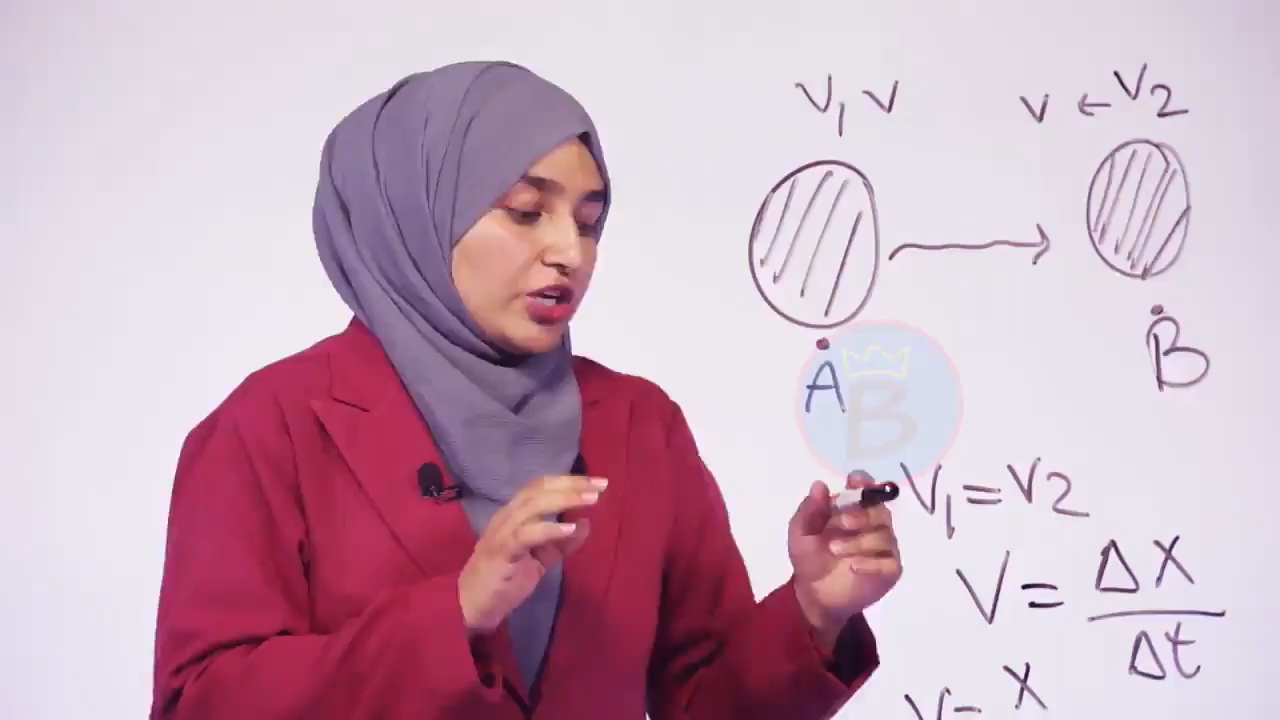 V1 V
V ← V2
A
B
B
V1 = V2
V = Δx / Δt
V = x